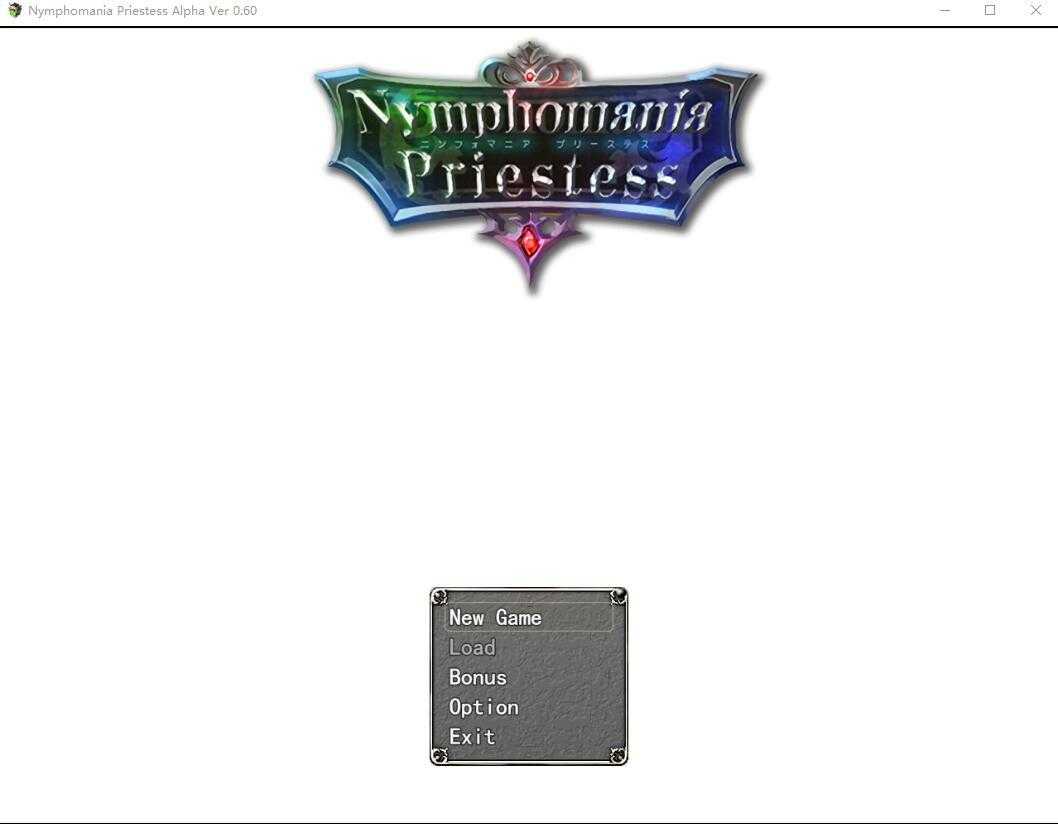 Nymphomania Priestess Alpha Ver 0.60
Nymphomania
ニンフォマニア プリーステス
Priestess
New Game
Load
Bonus
Option
Exit